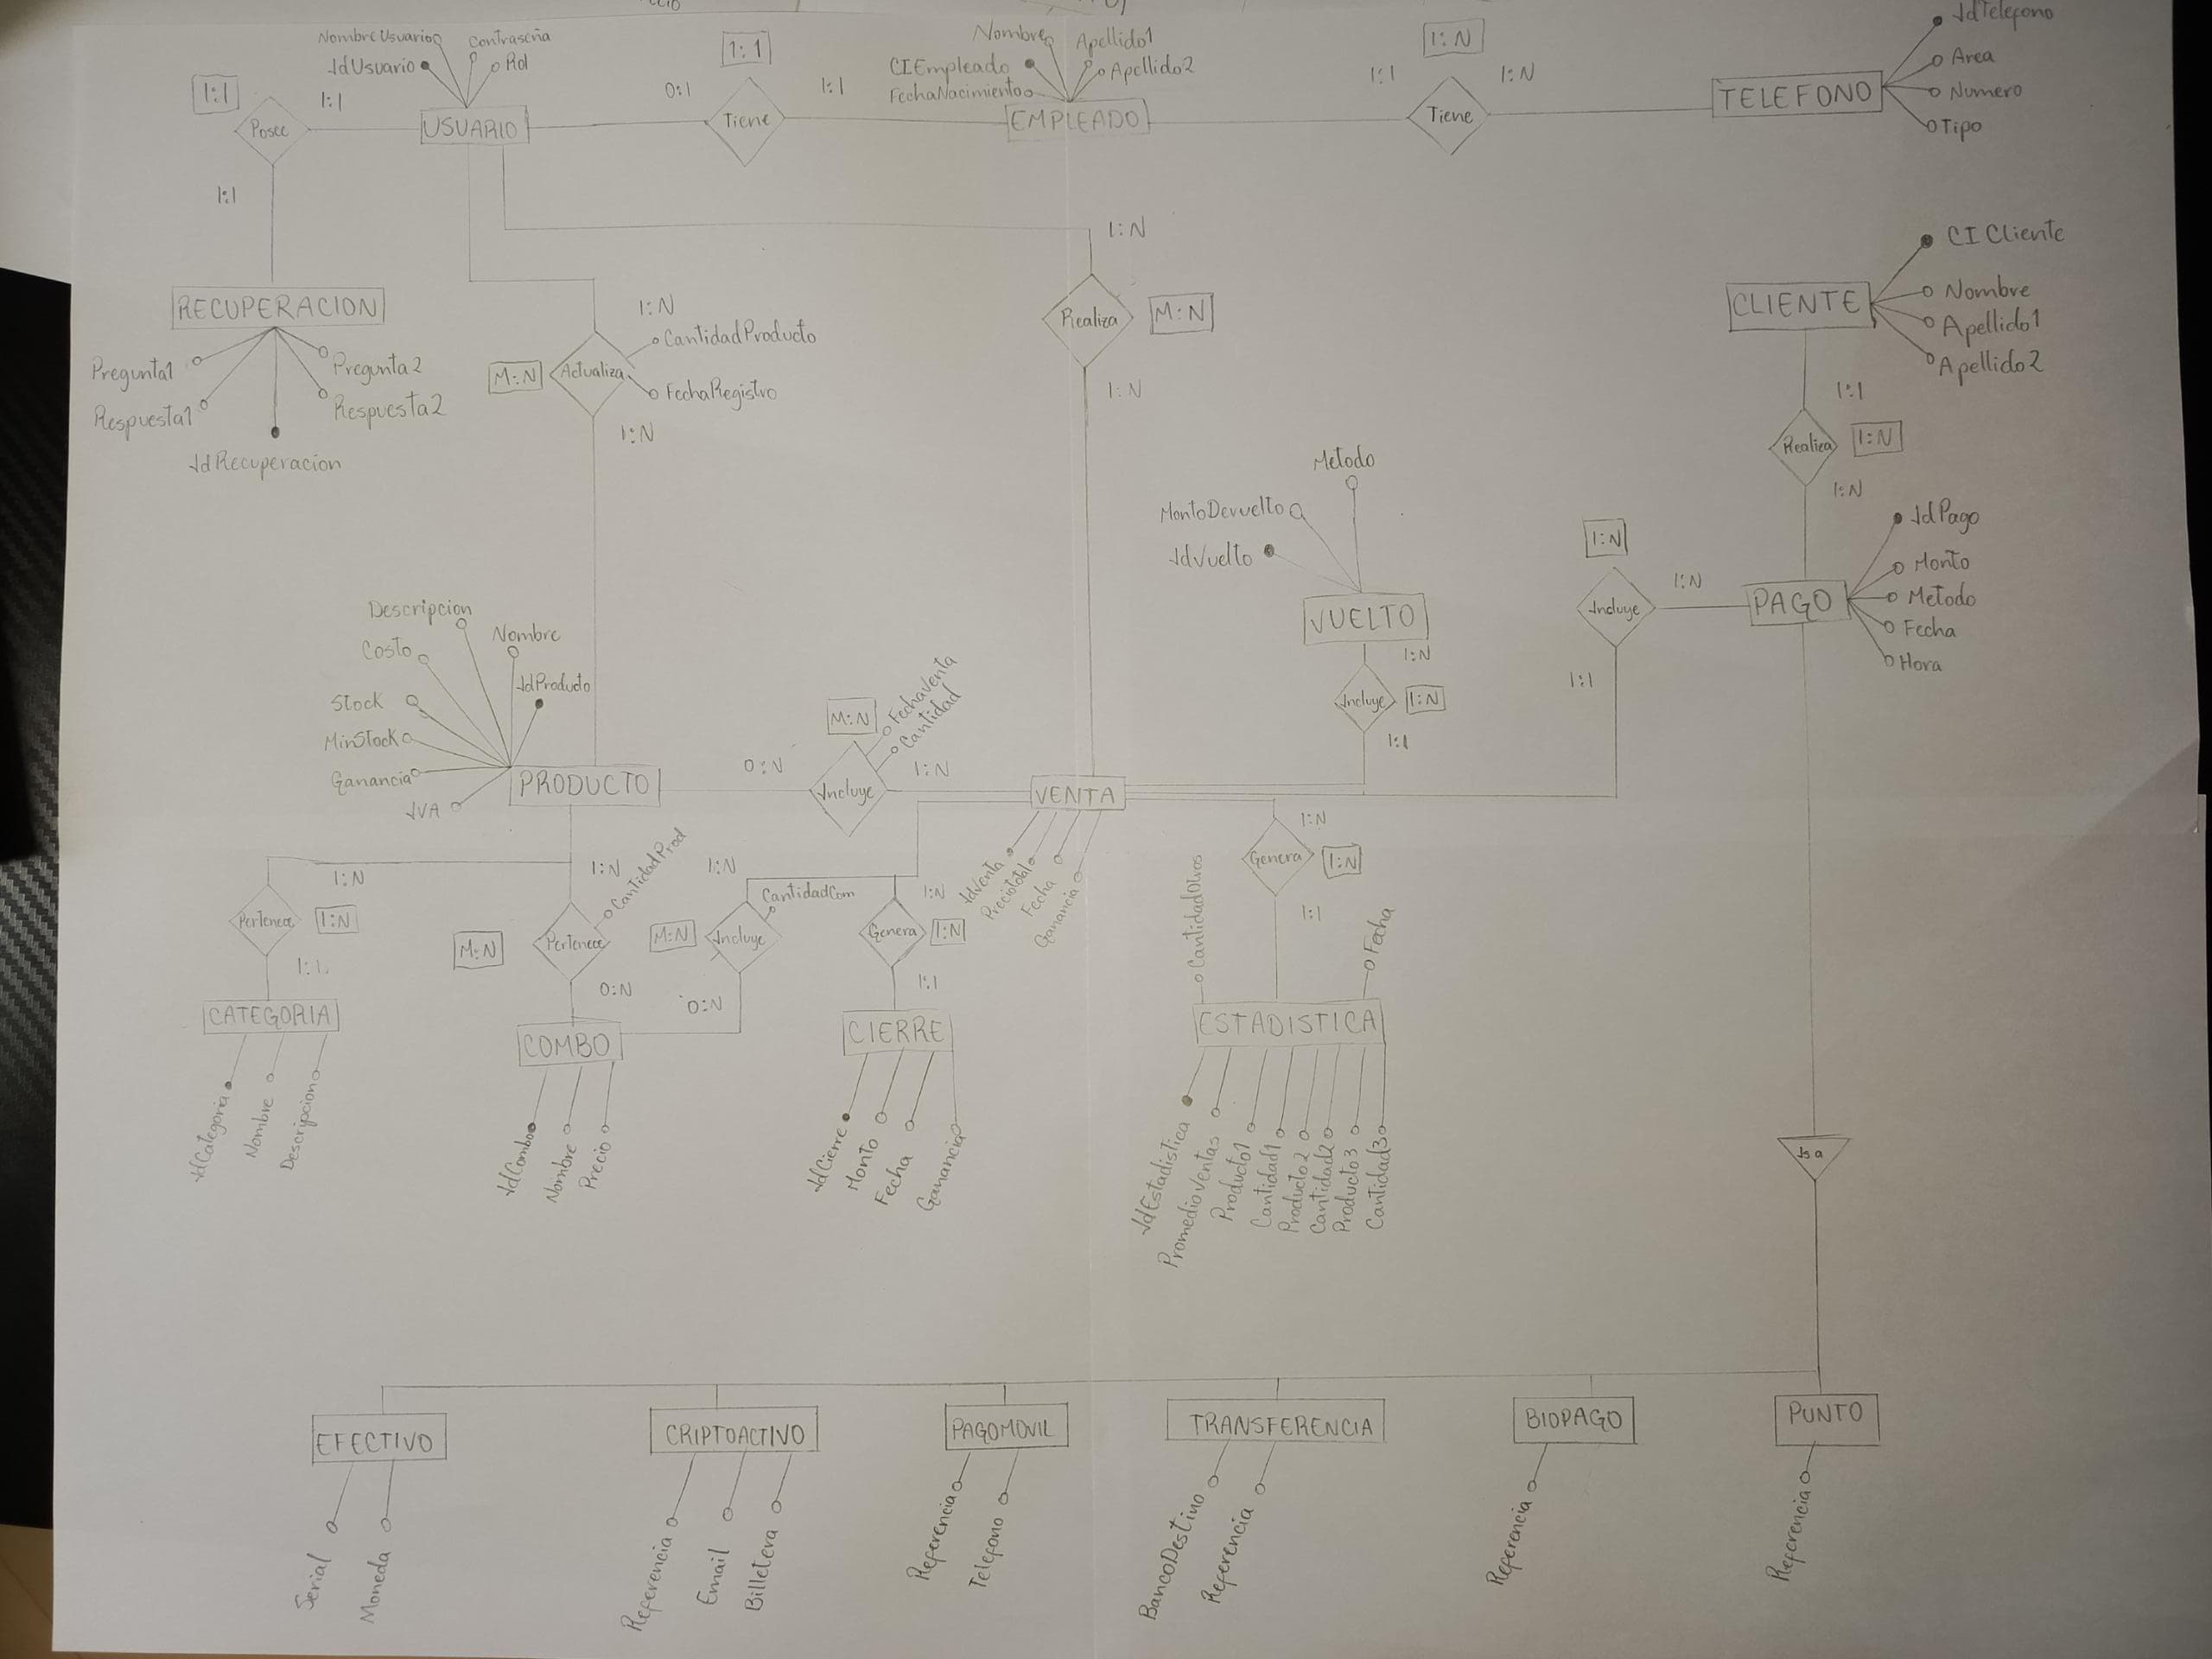 NombreUsuario
Contraseña
IdUsuario
Rol
1:1
1:1
Posee
USUARIO
0:1
1:1
Tiene
1:1
Nombre
Apellido1
CIEmpleado
Apellido2
FechaNacimiento
EMPLEADO
1:1
1:N
1:N
Tiene
TELEFONO
IdTelefono
Area
Numero
Tipo
1:1
RECUPERACION
Pregunta1
Pregunta2
Respuesta1
Respuesta2
IdRecuperacion
1:N
CantidadProducto
M:N
Actualiza
FechaRegistro
1:N
1:N
Realiza
M:N
1:N
CLIENTE
CICliente
Nombre
Apellido1
Apellido2
1:1
Realiza
1:N
1:N
Metodo
MontoDevuelto
IdVuelto
VUELTO
1:N
Incluye
1:N
1:1
1:N
Incluye
1:N
1:1
PAGO
IdPago
Monto
Metodo
Fecha
Hora
Descripcion
Nombre
Costo
IdProducto
Stock
MinStock
Ganancia
IVA
PRODUCTO
0:N
M:N
FechaVenta
Cantidad
Incluye
1:N
VENTA
IdVenta
Preciototal
Fecha
Ganancia
1:N
Pertenece
1:N
1:1
CATEGORIA
IdCategoria
Nombre
Descripcion
1:N
CantidadProd
M:N
Pertenece
0:N
COMBO
IdCombo
Nombre
Precio
1:N
CantidadCom
M:N
Incluye
0:N
1:N
Genera
1:N
1:1
CIERRE
IdCierre
Monto
Fecha
Ganancia
1:N
Genera
1:N
1:1
CantidadOtros
Fecha
ESTADISTICA
IdEstadistica
PromedioVentas
Producto1
Cantidad1
Producto2
Cantidad2
Producto3
Cantidad3
Is a
EFECTIVO
Serial
Moneda
CRIPTOACTIVO
Referencia
Email
Billetera
PAGOMOVIL
Referencia
Telefono
TRANSFERENCIA
BancoDestino
Referencia
BIOPAGO
Referencia
PUNTO
Referencia